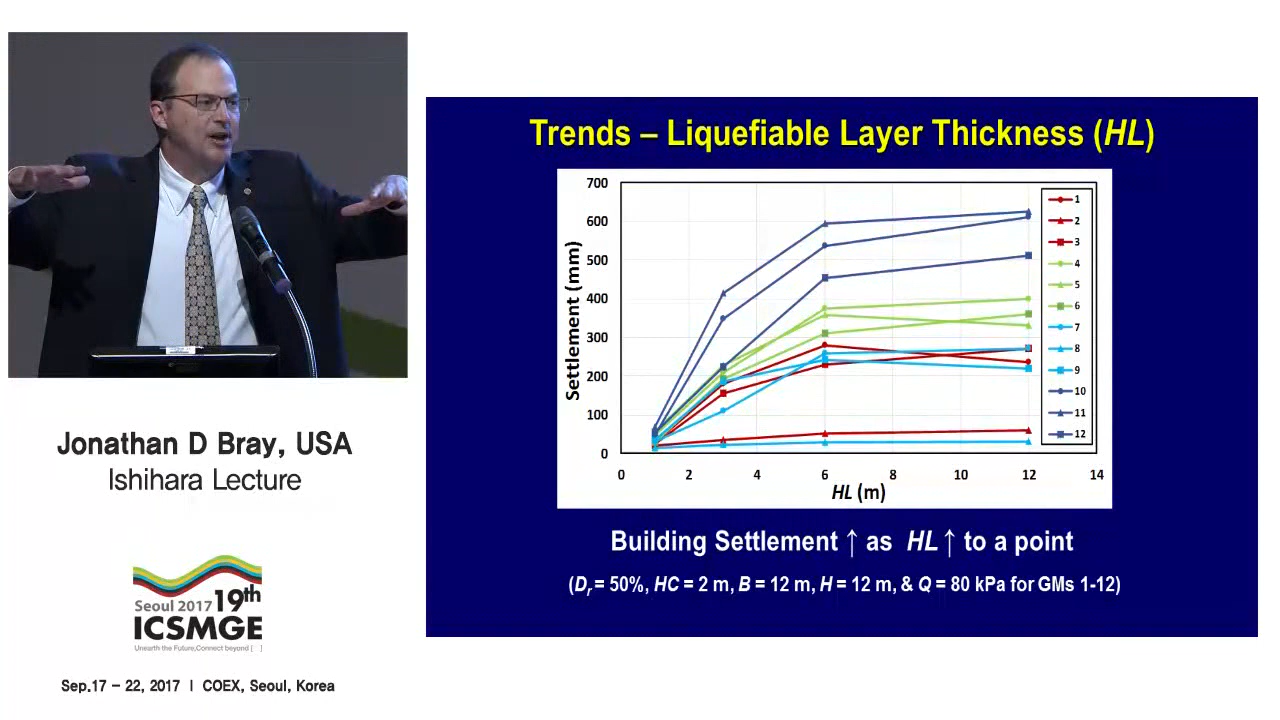 Trends – Liquefiable Layer Thickness (HL)
700
600
500
400
300
200
100
0
Settlement (mm)
0 2 4 6 8 10 12 14
HL (m)
1
2
3
4
5
6
7
8
9
10
11
12
Building Settlement ↑ as HL ↑ to a point
(Dr = 50%, HC = 2 m, B = 12 m, H = 12 m, & Q = 80 kPa for GMs 1-12)
Jonathan D Bray, USA
Ishihara Lecture
Seoul 2017 19th
ICSMGE
Unearth the Future, Connect beyond [ ]
Sep.17 – 22, 2017 I COEX, Seoul, Korea